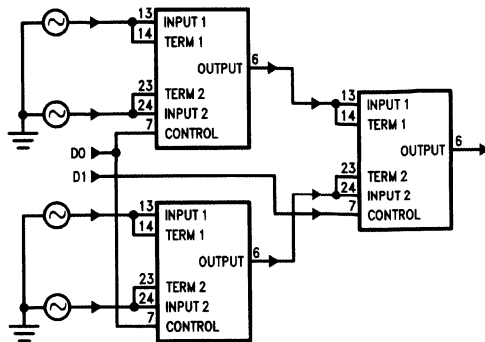 13 INPUT 1
14 TERM 1
6
OUTPUT
23 TERM 2
24 INPUT 2
7 CONTROL
D0
D1
13 INPUT 1
14 TERM 1
6
OUTPUT
23 TERM 2
24 INPUT 2
7 CONTROL
13 INPUT 1
14 TERM 1
6
OUTPUT
23 TERM 2
24 INPUT 2
7 CONTROL